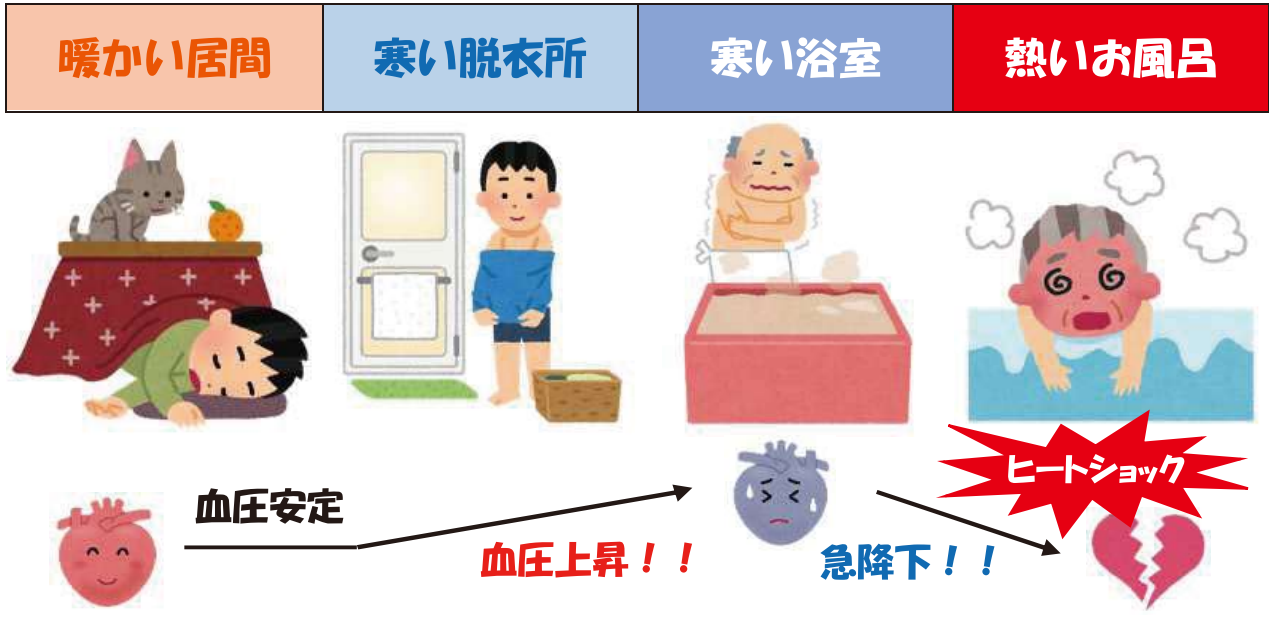 暖かい居間
寒い脱衣所
寒い浴室
熱いお風呂
ヒートショック
血圧安定
血圧上昇！！
急降下！！